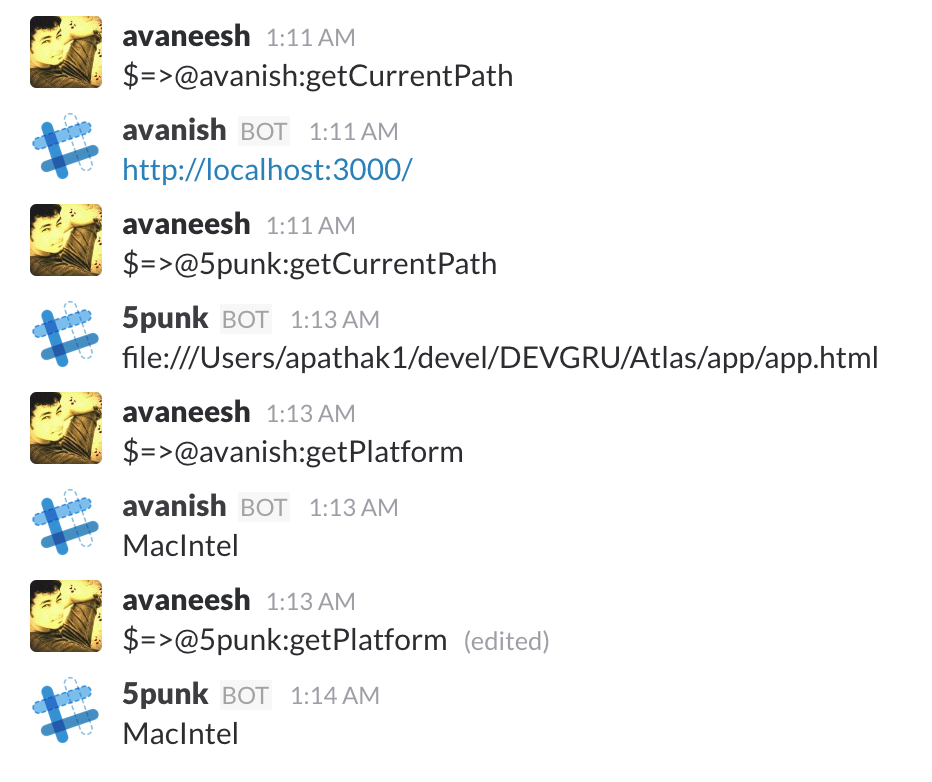 avaneesh 1:11 AM
$=>@avanish:getCurrentPath
avanish BOT 1:11 AM
http://localhost:3000/
avaneesh 1:11 AM
$=>@5punk:getCurrentPath
5punk BOT 1:13 AM
file:///Users/apathak1/devel/DEVGRU/Atlas/app/app.html
avaneesh 1:13 AM
$=>@avanish:getPlatform
avanish BOT 1:13 AM
MacIntel
avaneesh 1:13 AM
$=>@5punk:getPlatform (edited)
5punk BOT 1:14 AM
MacIntel